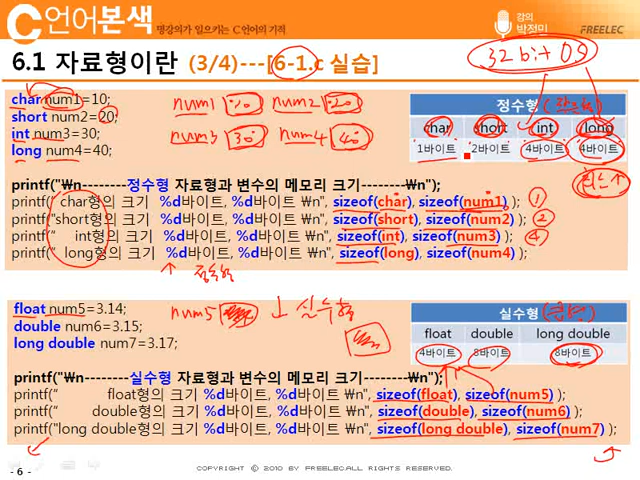 C언어본색 명강의가 일으키는 C 언어의 기적
강의 박정민 FREELEC
6.1 자료형이란 (3/4)---[6-1.c 실습]
32 bit OS
char num1=10;
short num2=20;
int num3=30;
long num4=40;
num1 10 num2 20
num3 30 num4 40
정수형
char short int long
1바이트 2바이트 4바이트 4바이트
printf("₩n--------정수형 자료형과 변수의 메모리 크기-------₩n");
printf(" char형의 크기 %d바이트, %d바이트 ₩n", sizeof(char), sizeof(num1) ); ①
printf("short형의 크기 %d바이트, %d바이트 ₩n", sizeof(short), sizeof(num2) ); ②
printf(" int형의 크기 %d바이트, %d바이트 ₩n", sizeof(int), sizeof(num3) ); ④
printf(" long형의 크기 %d바이트, %d바이트 ₩n", sizeof(long), sizeof(num4) );
↑ 정수형
float num5=3.14;
double num6=3.15;
long double num7=3.17;
num5 ↓ 실수형
실수형
float double long double
4바이트 8바이트 8바이트
printf("₩n--------실수형 자료형과 변수의 메모리 크기-------₩n");
printf(" float형의 크기 %d바이트, %d바이트 ₩n", sizeof(float), sizeof(num5) );
printf(" double형의 크기 %d바이트, %d바이트 ₩n", sizeof(double), sizeof(num6) );
printf("long double형의 크기 %d바이트, %d바이트 ₩n", sizeof(long double), sizeof(num7) );
- 6 -
COPYRIGHT ⓒ 2010 BY FREELEC.ALL RIGHTS RESERVED.